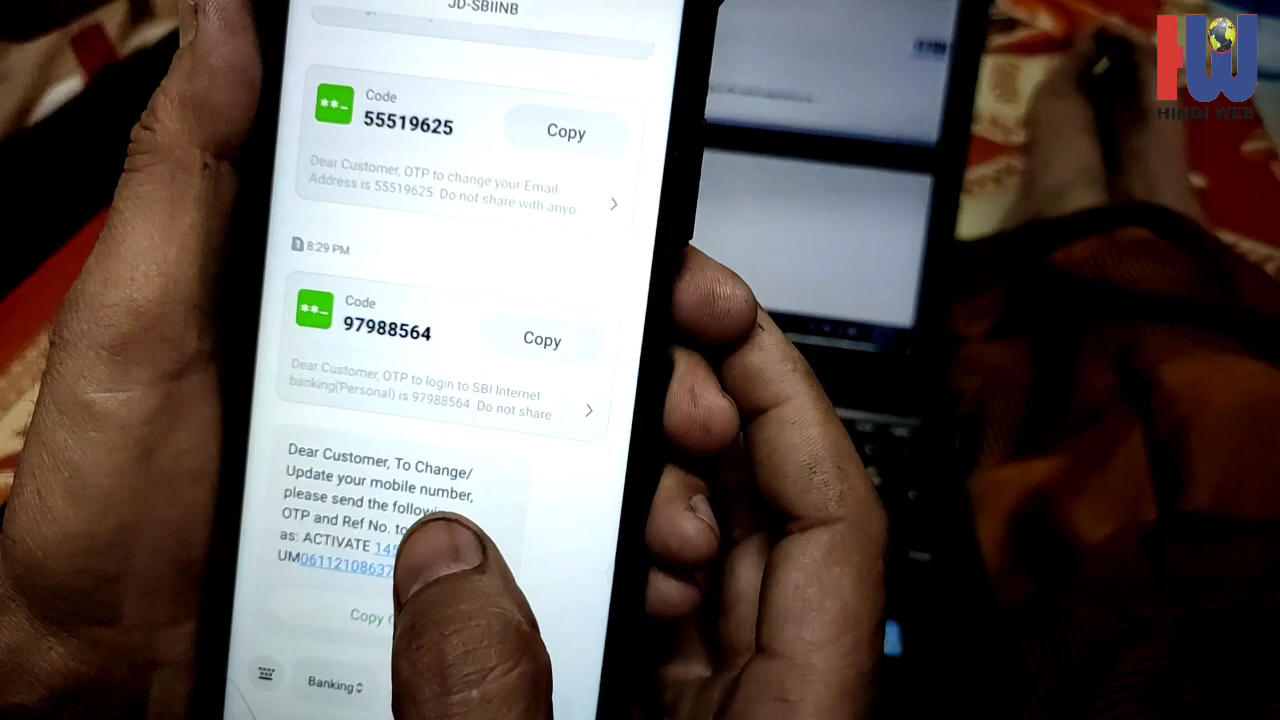 JD-SBIINB
Code
55519625
Copy
Dear Customer, OTP to change your Email
Address is 55519625. Do not share with anyo
8:29 PM
Code
97988564
Copy
Dear Customer, OTP to login to SBI Internet
banking(Personal) is 97988564. Do not share
Dear Customer, To Change/
Update your mobile number,
please send the
OTP and Ref No. to
as: ACTIVATE
Copy
Banking
HINDI WEB